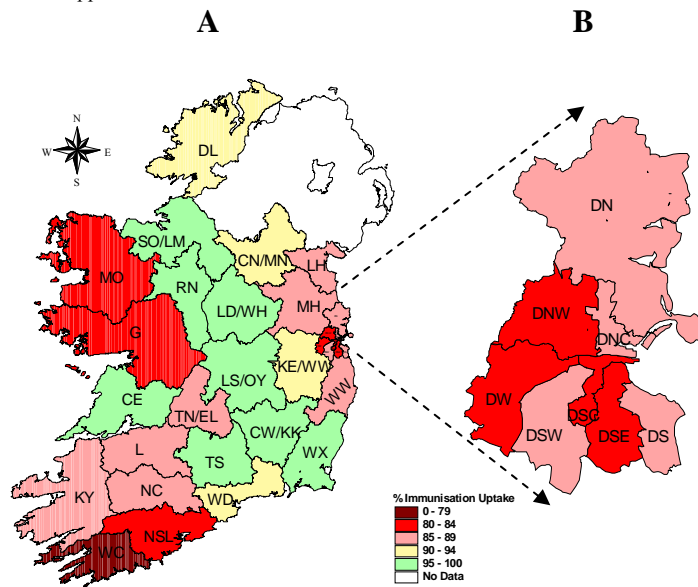 A B
N
W E
S
DL
DN
SO/LM
CN/MN
LH
MO
RN
MH
LD/WH
DNW
G
DNC
KE/WW
LS/OY
WW
CE
DW
TN/EL
DSC
DSW
DSE
DS
CW/KK
L
WX
TS
KY
NC
WD
% Immunisation Uptake
0 - 79
NSL
80 - 84
85 - 89
WC
90 - 94
95 - 100
No Data